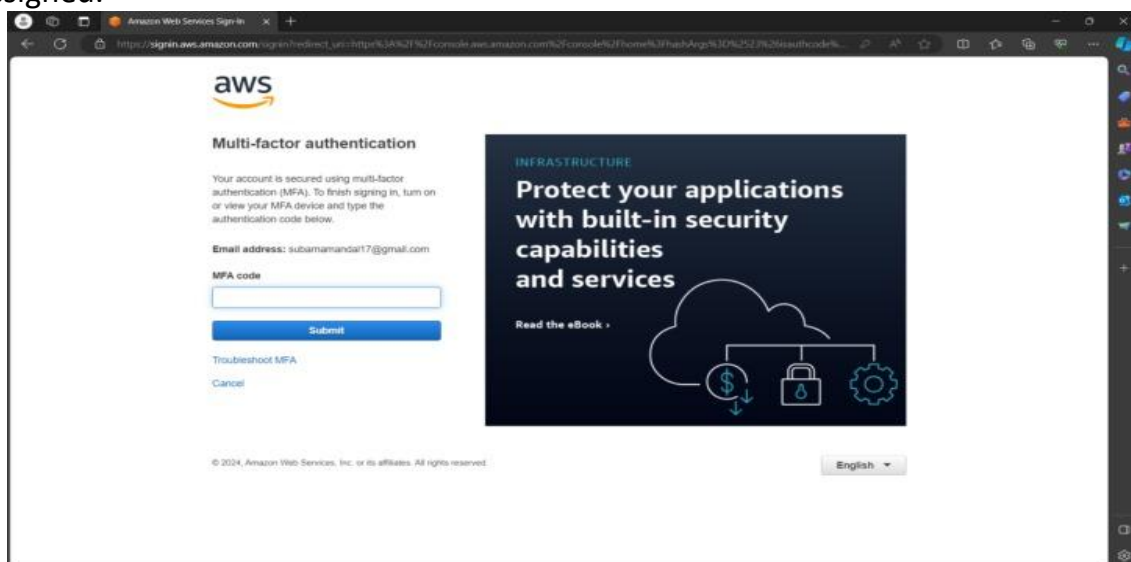 signed.
Amazon Web Services Sign-In
aws
Multi-factor authentication
Your account is secured using multi-factor
authentication (MFA). To finish signing in, turn on
or view your MFA device and type the
authentication code below.
Email address: subamamandal17@gmail.com
MFA code
Submit
Troubleshoot MFA
Cancel
INFRASTRUCTURE
Protect your applications
with built-in security
capabilities
and services
Read the eBook ›
© 2024, Amazon Web Services, Inc. or its affiliates. All rights reserved.
English